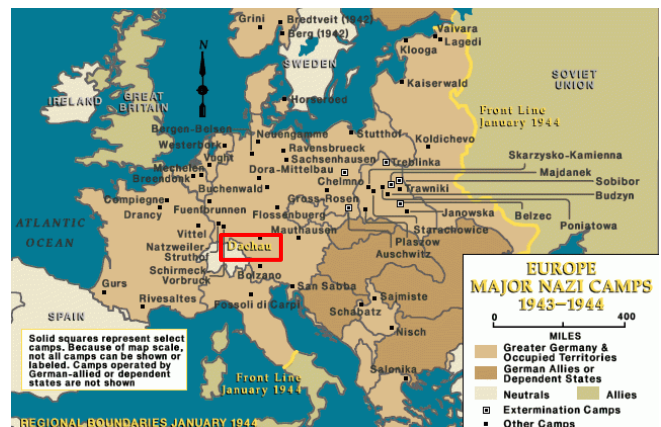 Grini
Bredtveit (1942)
Berg (1942)
Vaivara
Klooga
Lagedi
N
SWEDEN
SOVIET
UNION
Kaiserwald
IRELAND
GREAT
BRITAIN
Horserod
Front Line
January 1944
Bergen-Belsen
Neuengamme
Stutthof
Koldichevo
Westerbork
Ravensbrueck
Vught
Sachsenhausen
Treblinka
Skarzysko-Kamienna
Mechelen
Dora-Mittelbau
Majdanek
Breendonk
Buchenwald
Chelmno
Trawniki
Sobibor
Compiegne
Gross-Rosen
Budzyn
Drancy
Fuenfbrunnen
Flossenbuerg
Janowska
Belzec
ATLANTIC
OCEAN
Vittel
Dachau
Mauthausen
Starachowice
Poniatowa
Natzweiler
Struthof
Plaszow
Auschwitz
Schirmeck
Vorbruck
Bolzano
EUROPE
MAJOR NAZI CAMPS
1943–1944
Gurs
San Sabba
Sajmiste
Rivesaltes
Fossoli di Carpi
Schabatz
0
400
SPAIN
Nisch
MILES
Solid squares represent select
camps. Because of map scale,
not all camps can be shown or
labeled. Camps operated by
German-allied or dependent
states are not shown
Greater Germany &
Occupied Territories
German Allies or
Dependent States
Front Line
January 1944
Salonika
Neutrals
Allies
Extermination Camps
REGIONAL BOUNDARIES JANUARY 1944
Other Camps